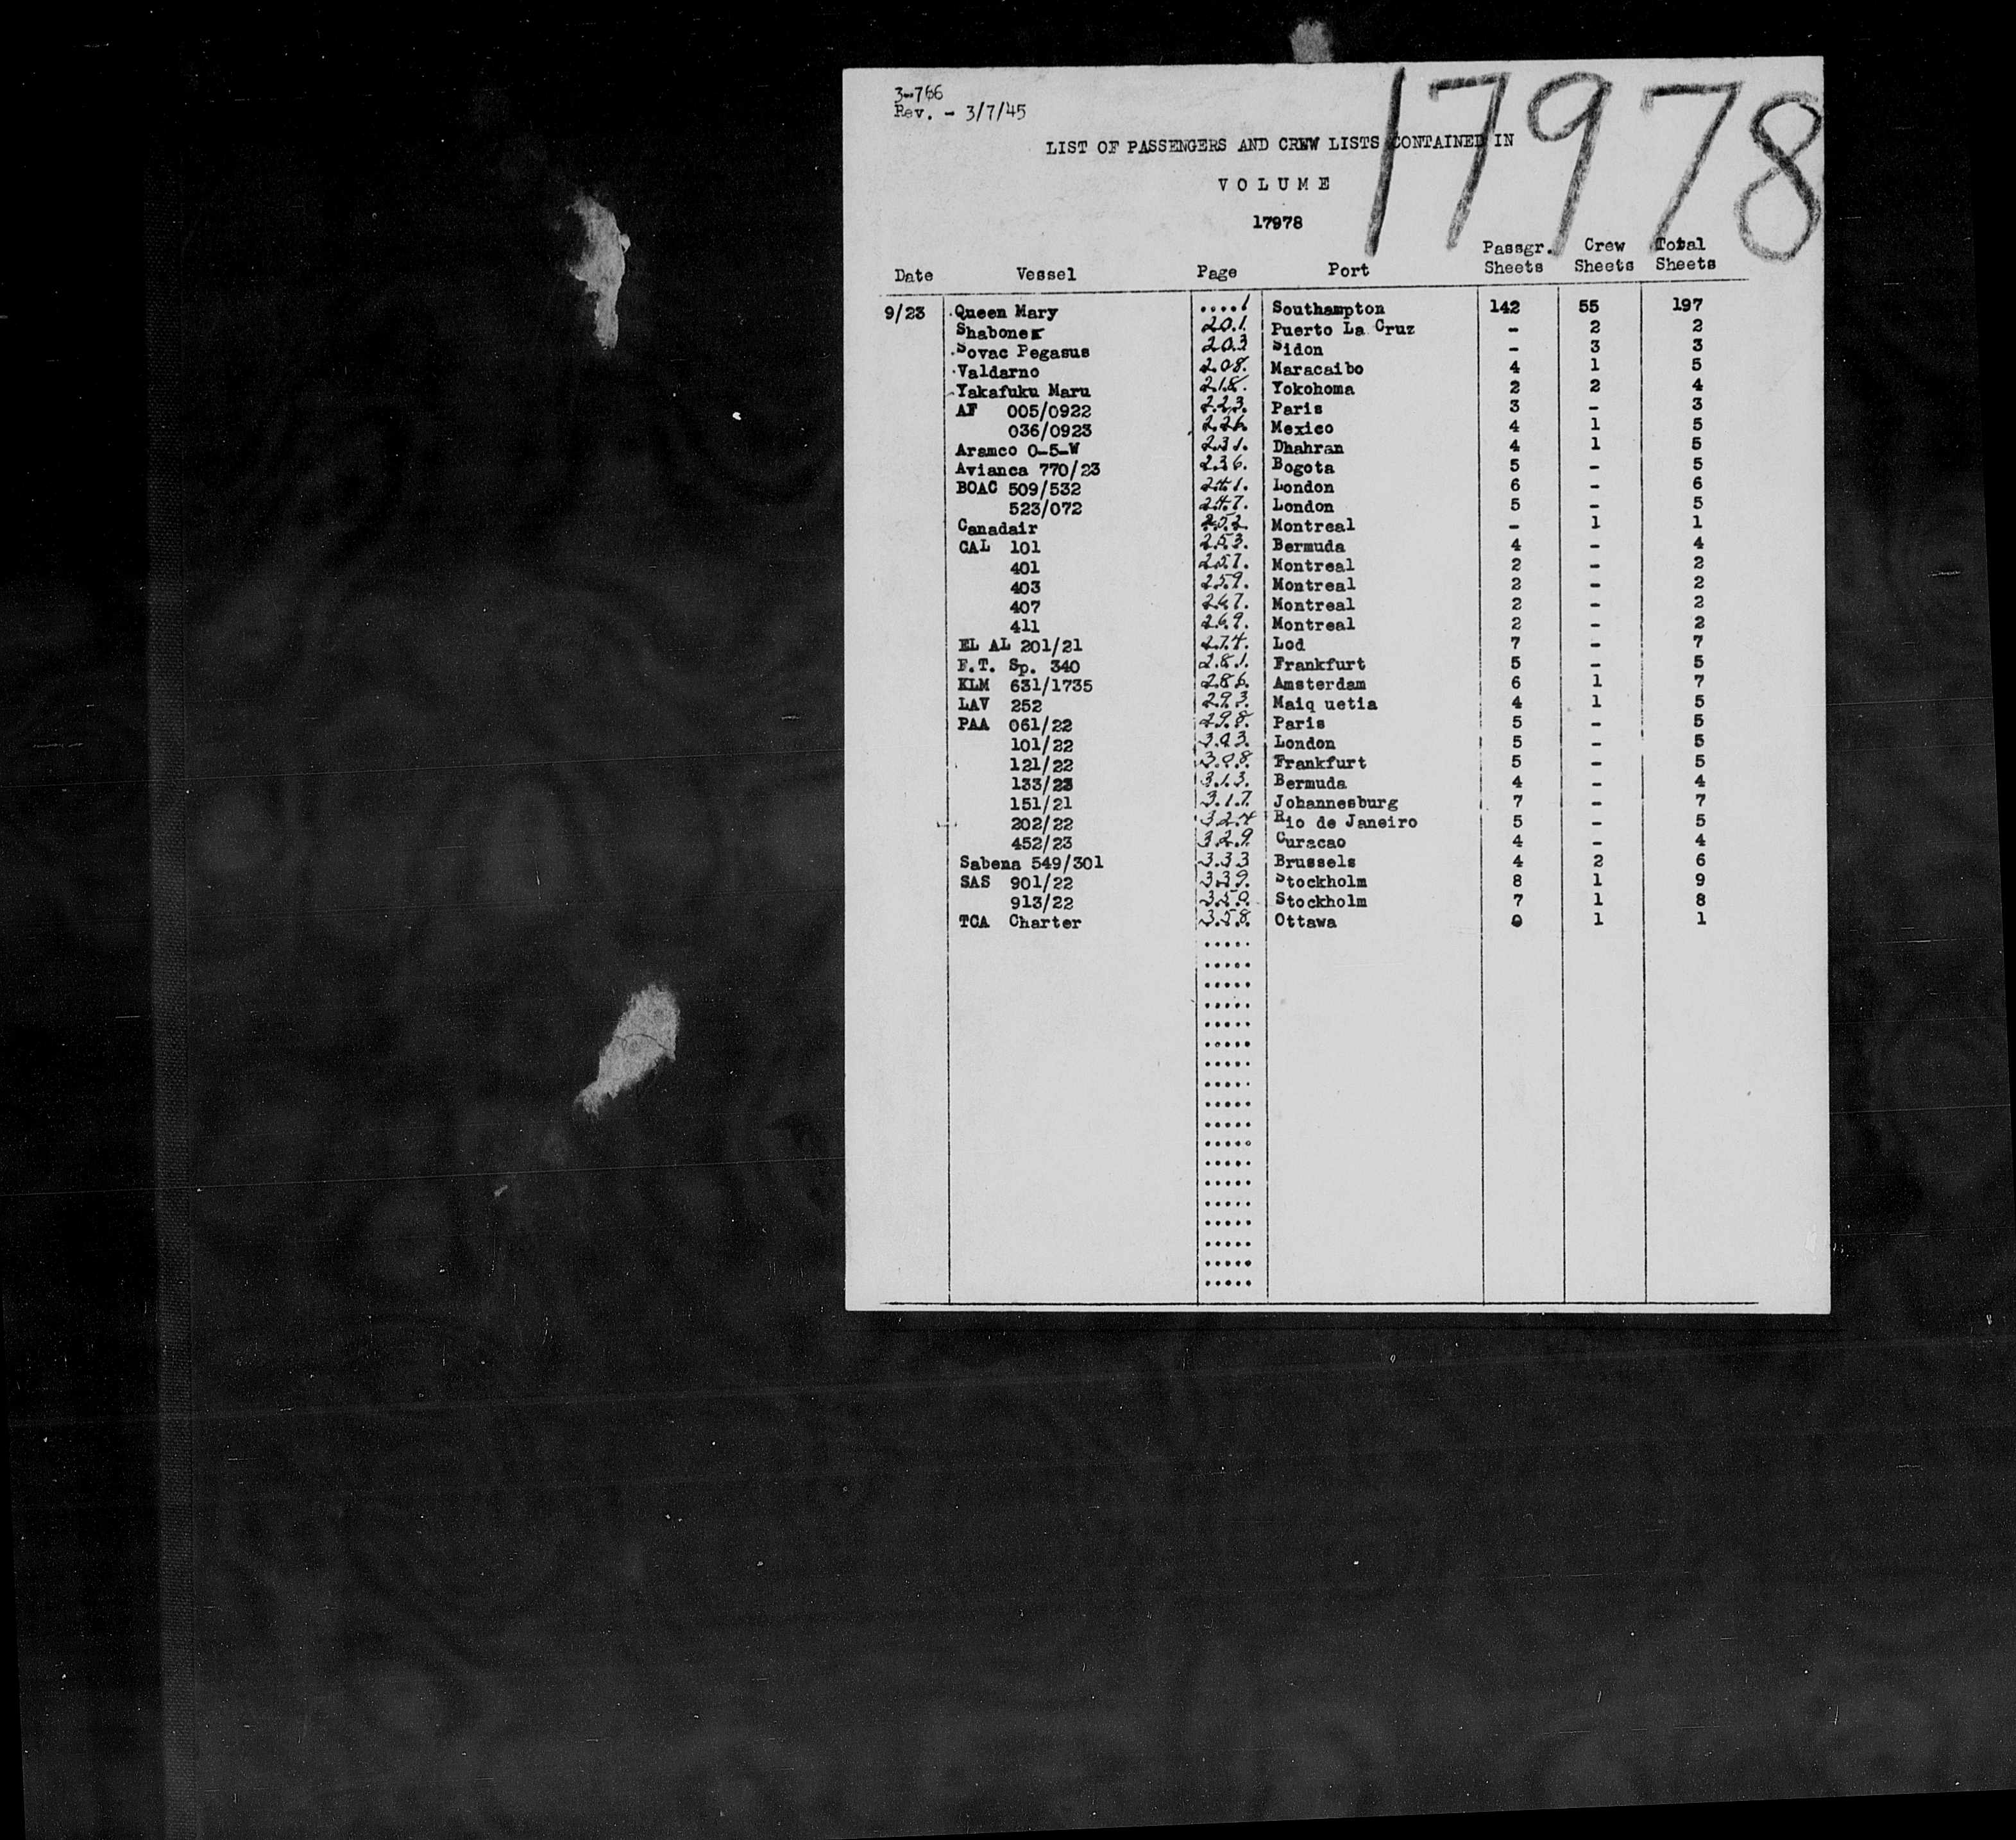 17978
3-766
Rev. - 3/7/45
LIST OF PASSENGERS AND CREW LISTS CONTAINED IN
VOLUME
17978
Date Vessel Page Port Passgr. Sheets Crew Sheets Total Sheets
9/23 Queen Mary ....1 Southampton 142 55 197
Shaboner 201 Puerto La Cruz - 2 2
Sovac Pegasus 203 Sidon - 3 3
Valdarno 208 Maracaibo 4 1 5
Yakafuku Maru 218 Yokohoma 2 2 4
AF 005/0922 223 Paris 3 - 3
036/0923 226 Mexico 4 1 5
Aramco 0-5-W 231 Dhahran 4 1 5
Avianca 770/23 236 Bogota 5 - 5
BOAC 509/532 241 London 6 - 6
523/072 247 London 5 - 5
Canadair 252 Montreal - 1 1
CAL 101 253 Bermuda 4 - 4
401 257 Montreal 2 - 2
403 259 Montreal 2 - 2
407 267 Montreal 2 - 2
411 269 Montreal 2 - 2
EL AL 201/21 274 Lod 7 - 7
F.T. Sp. 340 281 Frankfurt 5 - 5
KLM 631/1735 286 Amsterdam 6 1 7
LAV 252 293 Maiq uetia 4 1 5
PAA 061/22 298 Paris 5 - 5
101/22 303 London 5 - 5
121/22 308 Frankfurt 5 - 5
133/23 313 Bermuda 4 - 4
151/21 317 Johannesburg 7 - 7
202/22 324 Rio de Janeiro 5 - 5
452/23 329 Curacao 4 - 4
Sabena 549/301 333 Brussels 4 2 6
SAS 901/22 339 Stockholm 8 1 9
913/22 350 Stockholm 7 1 8
TCA Charter 358 Ottawa 0 1 1